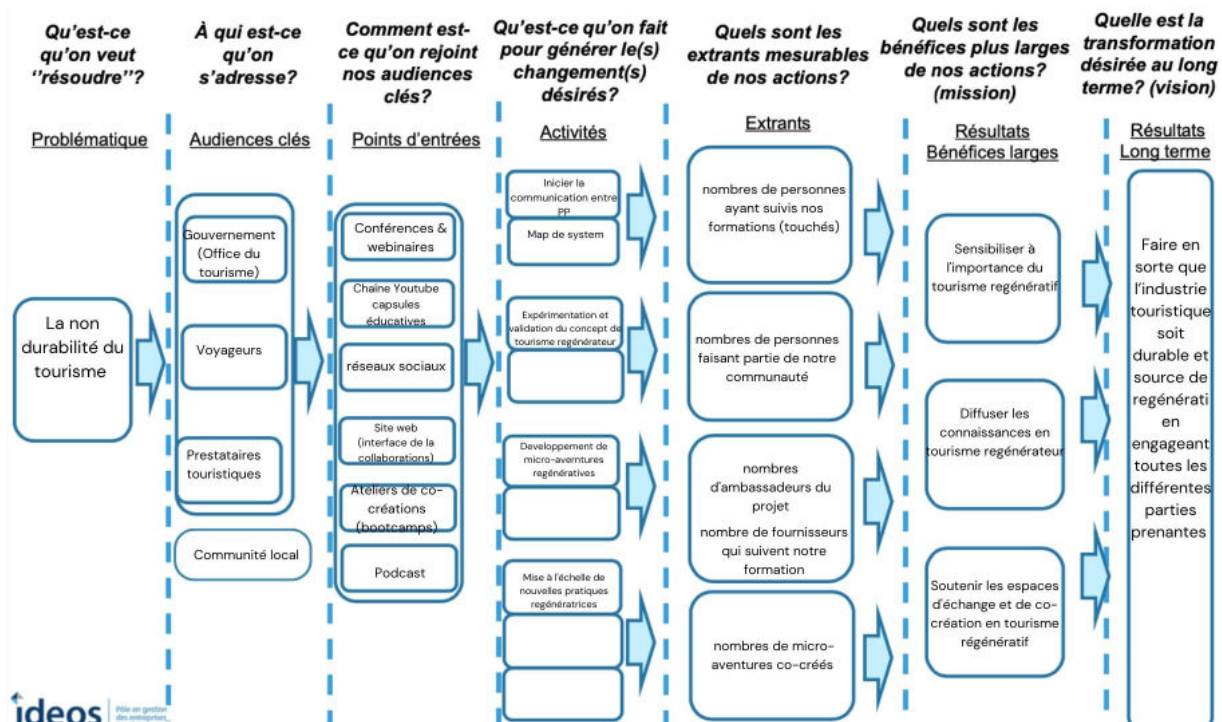 Qu'est-ce
qu'on veut
''résoudre''?
Problématique
La non
durabilité du
tourisme
À qui est-ce
qu'on
s'adresse?
Audiences clés
Gouvernement
(Office du
tourisme)
Voyageurs
Prestataires
touristiques
Communité local
Comment est-
ce qu'on rejoint
nos audiences
clés?
Points d'entrées
Conférences &
webinaires
Chaine Youtube
capsules
éducatives
réseaux sociaux
Site web
(interface de la
collaborations)
Ateliers de co-
créations
(bootcamps)
Podcast
Qu'est-ce qu'on fait
pour générer le(s)
changement(s)
désirés?
Activités
Inicier la
communication entre
PP
Map de system
Expérimentation et
validation du concept de
tourisme regénérateur
Developpement de
micro-averntures
regénératives
Mise à l'échelle de
nouvelles pratiques
regénératrices
Quels sont les
extrants mesurables
de nos actions?
Extrants
nombres de personnes
ayant suivis nos
formations (touchés)
nombres de personnes
faisant partie de notre
communauté
nombres
d'ambassadeurs du
projet
nombre de fournisseurs
qui suivent notre
formation
nombres de micro-
aventures co-créés
Quels sont les
bénéfices plus larges
de nos actions?
(mission)
Résultats
Bénéfices larges
Sensibiliser à
l'importance du
tourisme regénératif
Diffuser les
connaissances en
tourisme regénérateur
Soutenir les espaces
d'échange et de co-
création en tourisme
régénératif
Quelle est la
transformation
désirée au long
terme? (vision)
Résultats
Long terme
Faire en
sorte que
l'industrie
touristique
soit
durable et
source de
regénérati
en
engageant
toutes les
différentes
parties
prenantes
ideos
Pôle en gestion
des entreprises